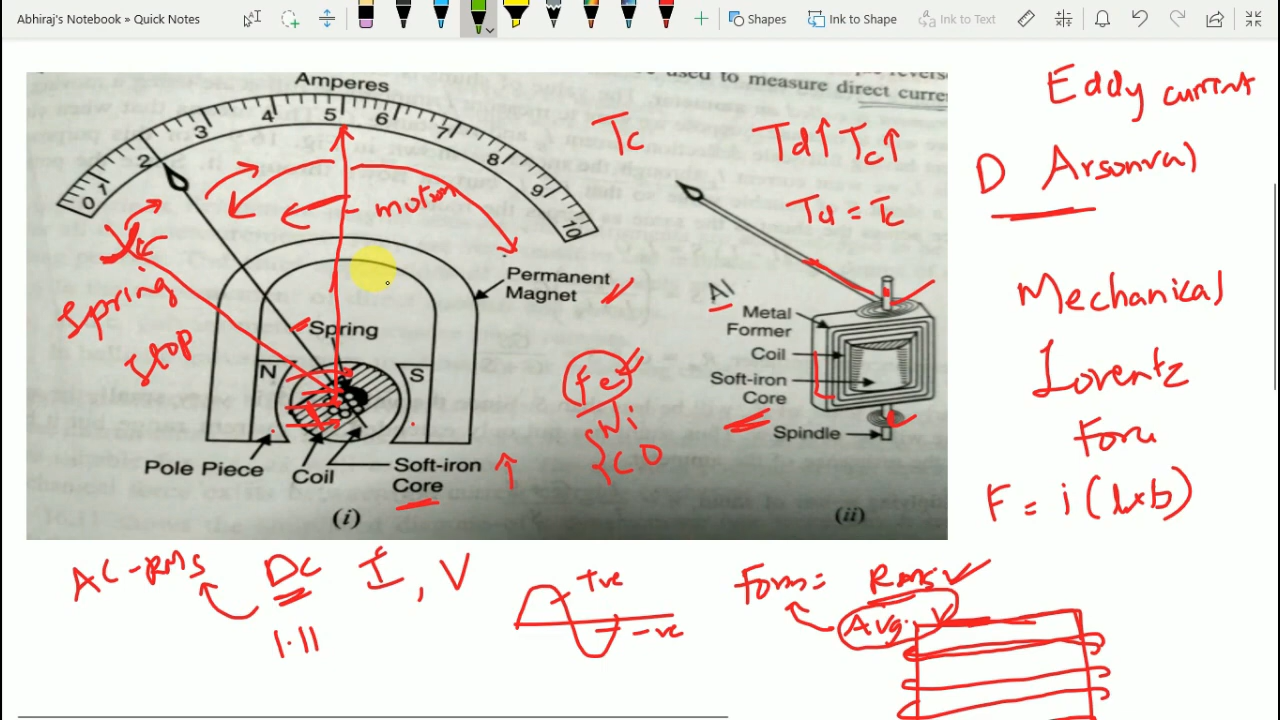 Abhiraj's Notebook » Quick Notes
Shapes
Ink to Shape
Ink to Text
used to measure direct curre
Amperes
0 1 2 3 4 5 6 7 8 9 10
motion
Spring
stop
Permanent
Magnet
Spring
N
S
Pole Piece
Coil
Soft-iron
Core
(i)
Tc
Td↑ Tc↑
Td = Tc
Fe
Ni
CO
Al
Metal
Former
Coil
Soft-iron
Core
Spindle
(ii)
Eddy current
D Arsonval
Mechanical
Lorentz
Force
F = i (l×b)
AC-RMS DC I, V
1.11
+ve
-ve
Form = RMS
Avg.